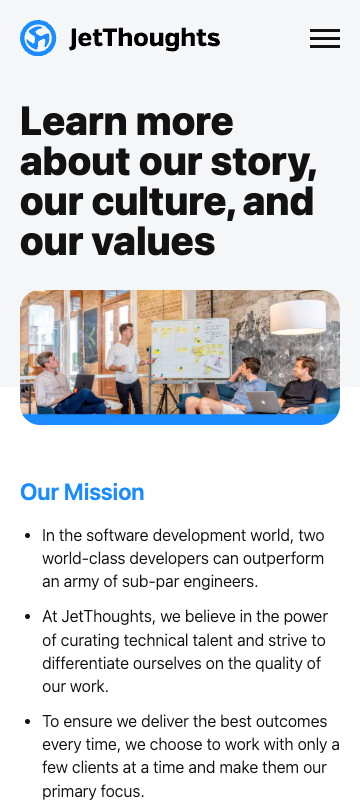 JetThoughts
Learn more
about our story,
our culture, and
our values
Our Mission
• In the software development world, two
world-class developers can outperform
an army of sub-par engineers.
• At JetThoughts, we believe in the power
of curating technical talent and strive to
differentiate ourselves on the quality of
our work.
• To ensure we deliver the best outcomes
every time, we choose to work with only a
few clients at a time and make them our
primary focus.